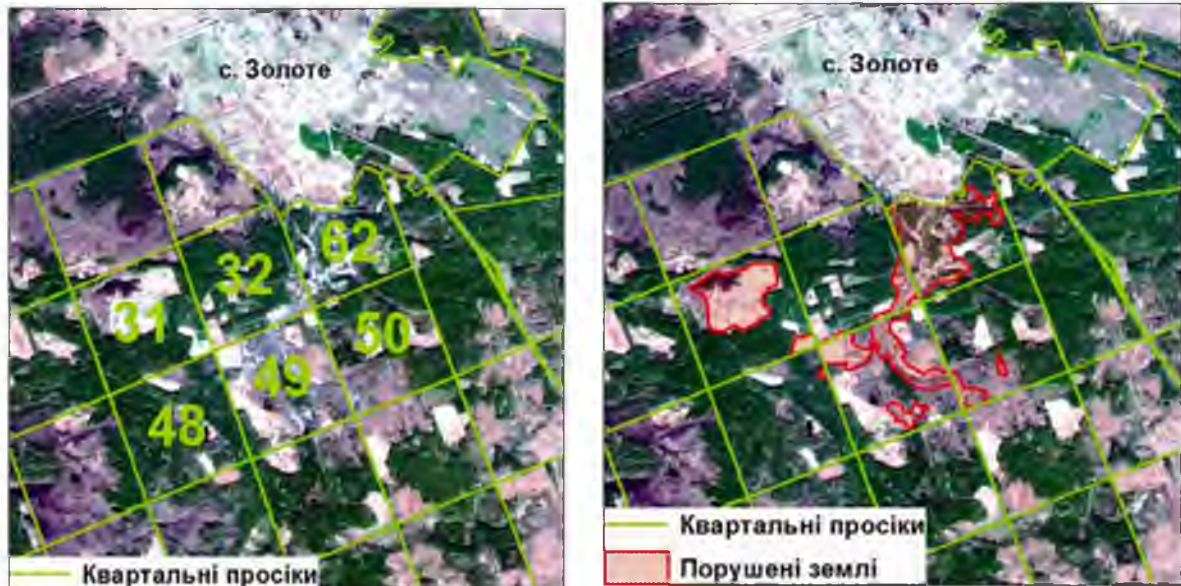 с. Золоте
62
32
31
50
49
48
Квартальні просіки
с. Золоте
Квартальні просіки
Порушені землі